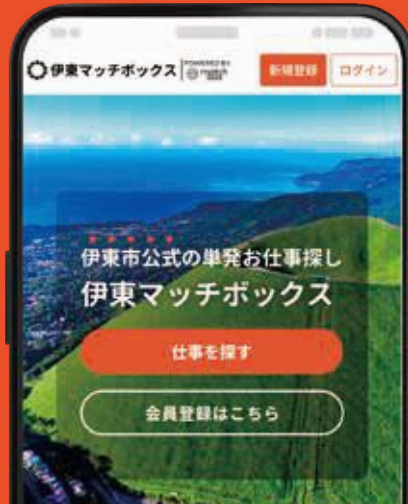 伊東マッチボックス
POWERED BY
新規登録
ログイン
伊東市公式の単発お仕事探し
伊東マッチボックス
仕事を探す
会員登録はこちら